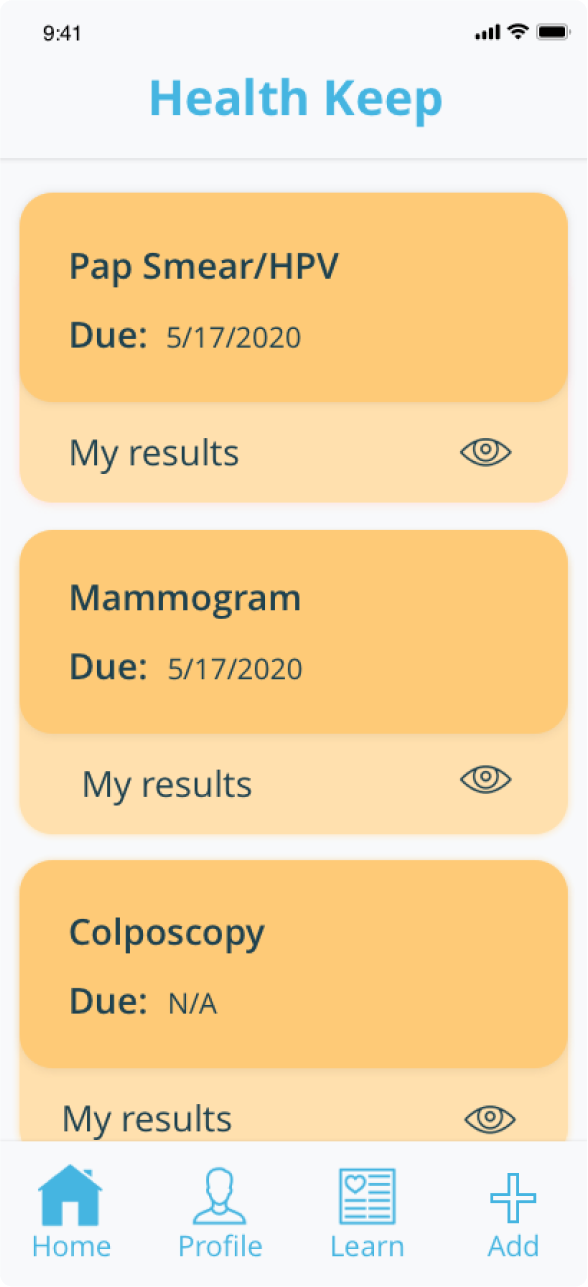 9:41
Health Keep
Pap Smear/HPV
Due: 5/17/2020
My results
Mammogram
Due: 5/17/2020
My results
Colposcopy
Due: N/A
My results
Home Profile Learn Add